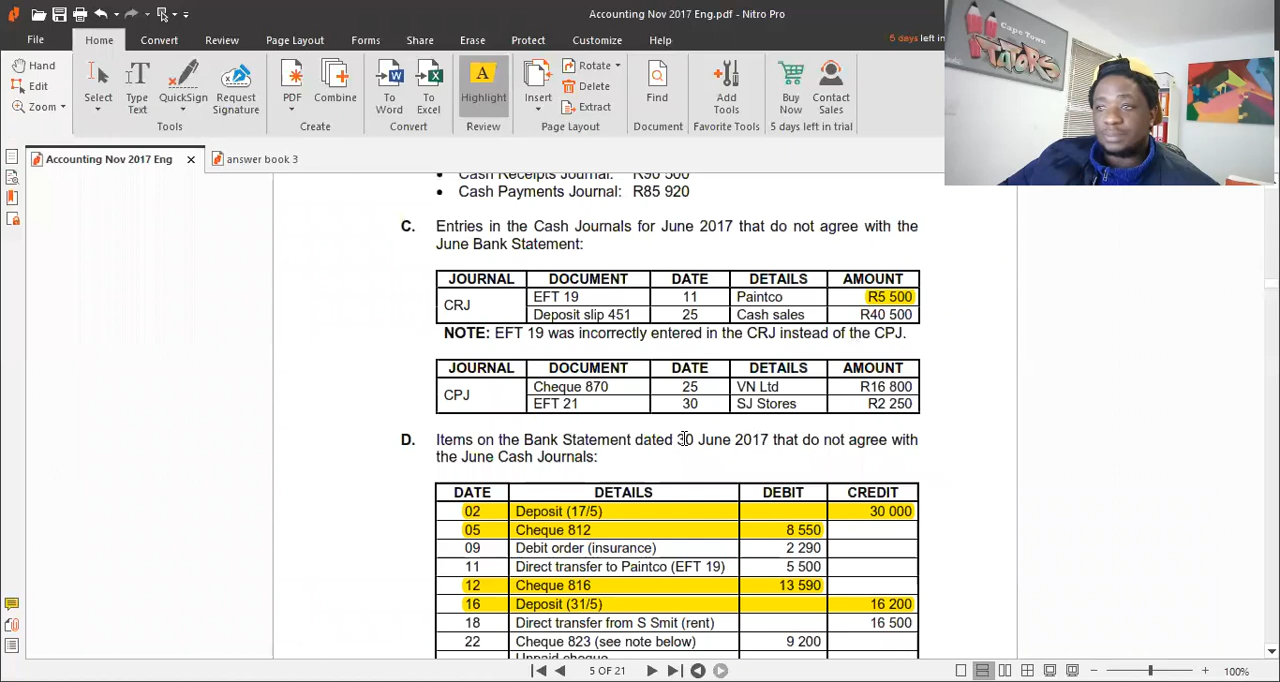 Accounting Nov 2017 Eng.pdf - Nitro Pro
File Home Convert Review Page Layout Forms Share Erase Protect Customize Help
5 days left in
Hand
Edit
Zoom
Select
Type Text
QuickSign
Request Signature
PDF
Combine
To Word
To Excel
Highlight
Insert
Rotate
Delete
Extract
Find
Add Tools
Buy Now
Contact Sales
Tools Create Convert Review Page Layout Document Favorite Tools 5 days left in trial
Cape Town
TUTORS
Accounting Nov 2017 Eng answer book 3
• Cash Receipts Journal: R90 500
• Cash Payments Journal: R85 920
C. Entries in the Cash Journals for June 2017 that do not agree with the
June Bank Statement:
JOURNAL DOCUMENT DATE DETAILS AMOUNT
CRJ EFT 19 11 Paintco R5 500
Deposit slip 451 25 Cash sales R40 500
NOTE: EFT 19 was incorrectly entered in the CRJ instead of the CPJ.
JOURNAL DOCUMENT DATE DETAILS AMOUNT
CPJ Cheque 870 25 VN Ltd R16 800
EFT 21 30 SJ Stores R2 250
D. Items on the Bank Statement dated 30 June 2017 that do not agree with
the June Cash Journals:
DATE DETAILS DEBIT CREDIT
02 Deposit (17/5) 30 000
05 Cheque 812 8 550
09 Debit order (insurance) 2 290
11 Direct transfer to Paintco (EFT 19) 5 500
12 Cheque 816 13 590
16 Deposit (31/5) 16 200
18 Direct transfer from S Smit (rent) 16 500
22 Cheque 823 (see note below) 9 200
Unpaid cheque
5 OF 21
100%